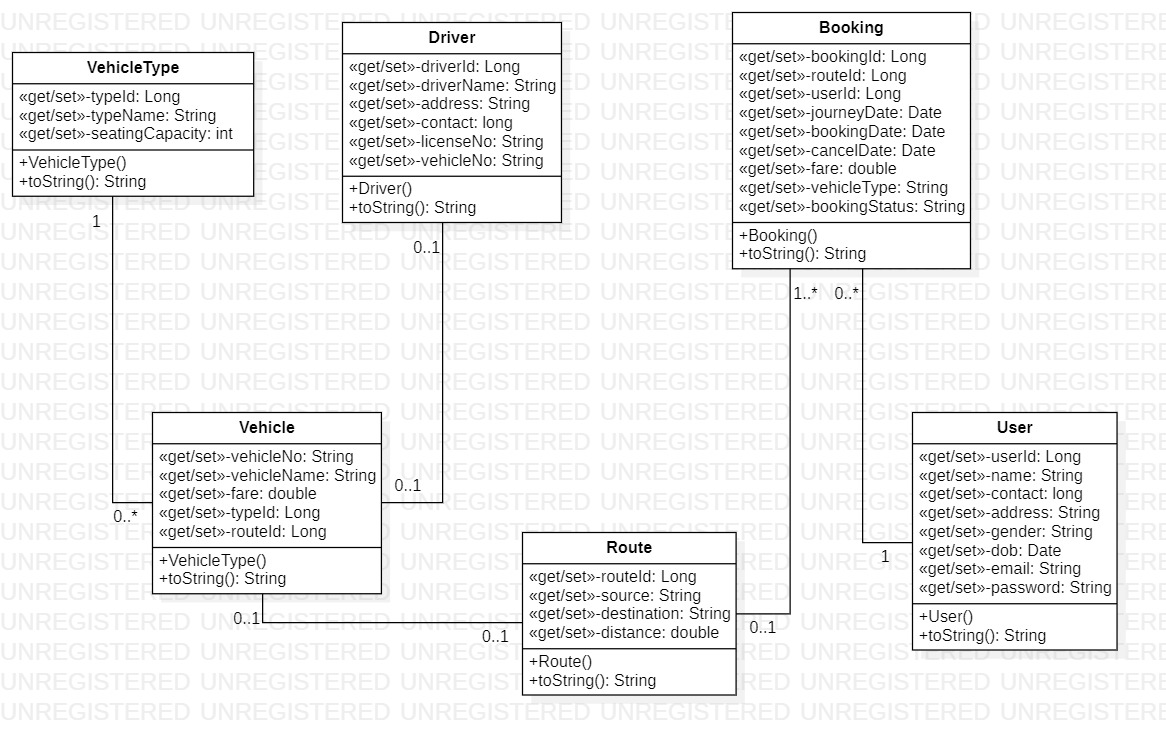 VehicleType
«get/set»-typeId: Long
«get/set»-typeName: String
«get/set»-seatingCapacity: int
+VehicleType()
+toString(): String
1
Driver
«get/set»-driverId: Long
«get/set»-driverName: String
«get/set»-address: String
«get/set»-contact: long
«get/set»-licenseNo: String
«get/set»-vehicleNo: String
+Driver()
+toString(): String
0..1
Booking
«get/set»-bookingId: Long
«get/set»-routeId: Long
«get/set»-userId: Long
«get/set»-journeyDate: Date
«get/set»-bookingDate: Date
«get/set»-cancelDate: Date
«get/set»-fare: double
«get/set»-vehicleType: String
«get/set»-bookingStatus: String
+Booking()
+toString(): String
1..*
0..*
Vehicle
«get/set»-vehicleNo: String
«get/set»-vehicleName: String
«get/set»-fare: double
«get/set»-typeId: Long
«get/set»-routeId: Long
+VehicleType()
+toString(): String
0..*
0..1
0..1
Route
«get/set»-routeId: Long
«get/set»-source: String
«get/set»-destination: String
«get/set»-distance: double
+Route()
+toString(): String
0..1
0..1
User
«get/set»-userId: Long
«get/set»-name: String
«get/set»-contact: long
«get/set»-address: String
«get/set»-gender: String
«get/set»-dob: Date
«get/set»-email: String
«get/set»-password: String
+User()
+toString(): String
1
UNREGISTERED